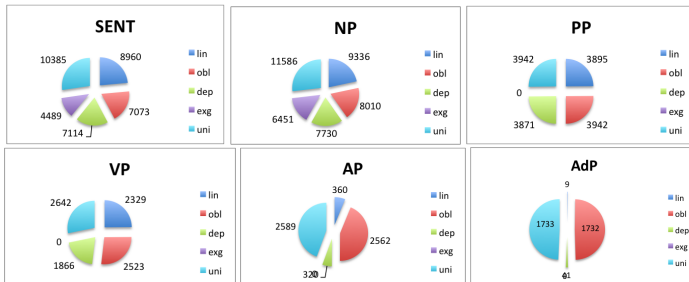 SENT
10385
8960
4489
7073
7114
lin
obl
dep
exg
uni
NP
11586
9336
6451
8010
7730
lin
obl
dep
exg
uni
PP
3942
3895
0
3871
3942
lin
obl
dep
exg
uni
VP
2642
2329
0
1866
2523
lin
obl
dep
exg
uni
AP
360
2589
2562
320
lin
obl
dep
exg
uni
AdP
9
1733
1732
lin
obl
dep
exg
uni